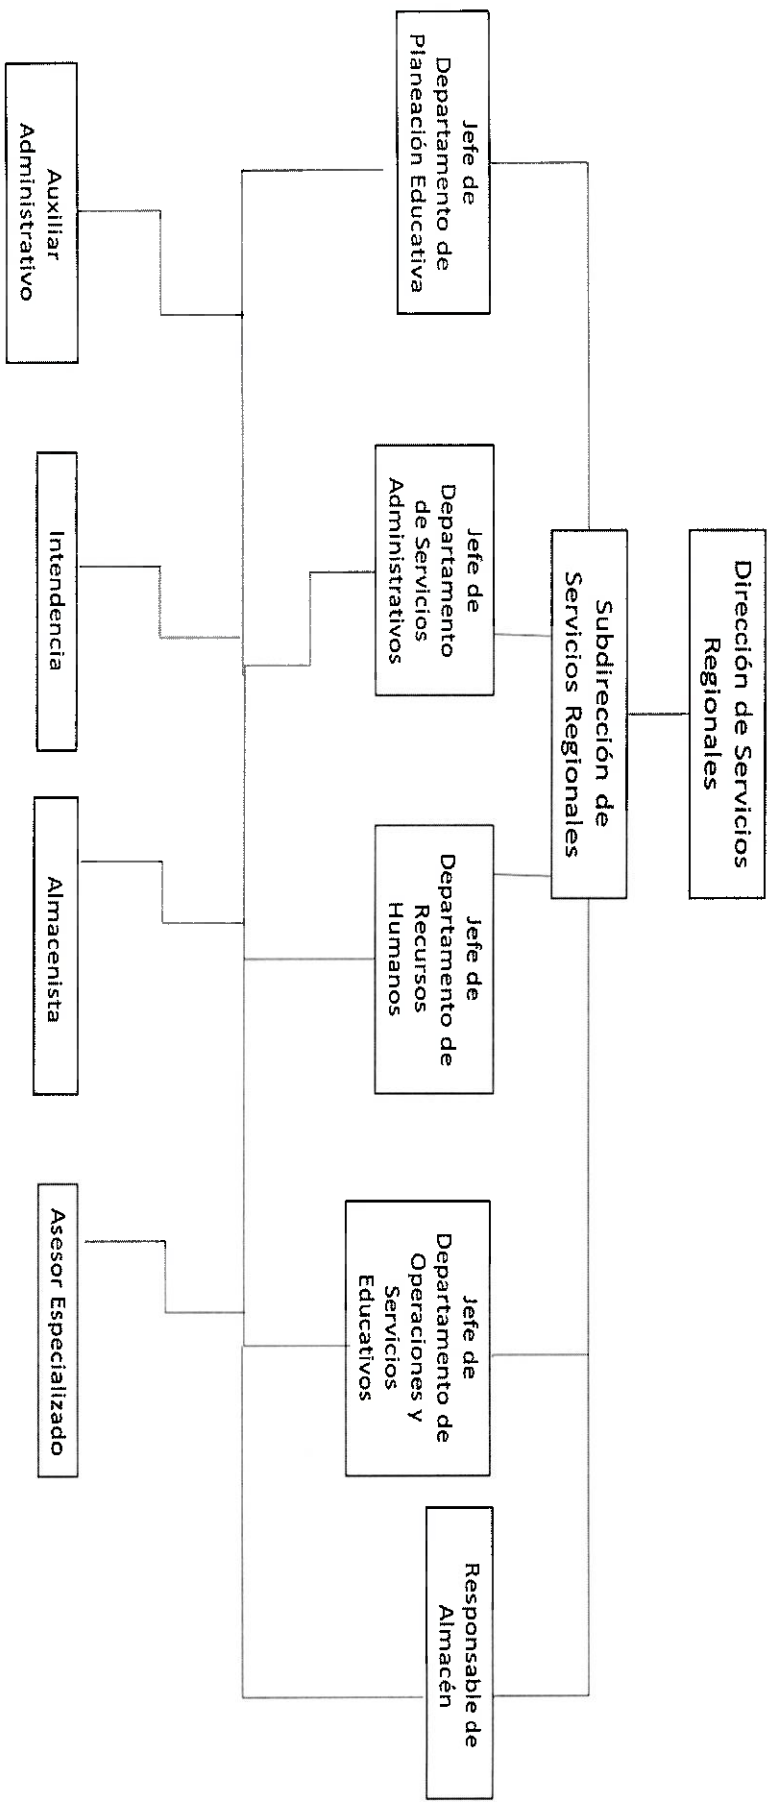 Dirección de Servicios
Regionales
Subdirección de
Servicios Regionales
Jefe de
Departamento de
Planeación Educativa
Jefe de
Departamento
de Servicios
Administrativos
Jefe de
Departamento de
Recursos
Humanos
Jefe de
Departamento de
Operaciones y
Servicios
Educativos
Responsable de
Almacén
Auxiliar
Administrativo
Intendencia
Almacenista
Asesor Especializado